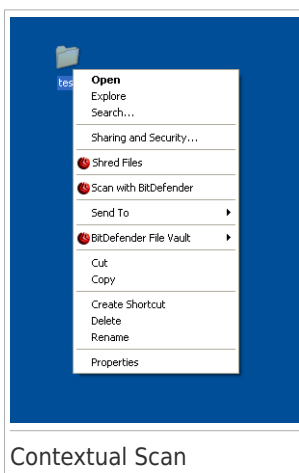 tes
Open
Explore
Search...
Sharing and Security...
Shred Files
Scan with BitDefender
Send To
BitDefender File Vault
Cut
Copy
Create Shortcut
Delete
Rename
Properties
Contextual Scan